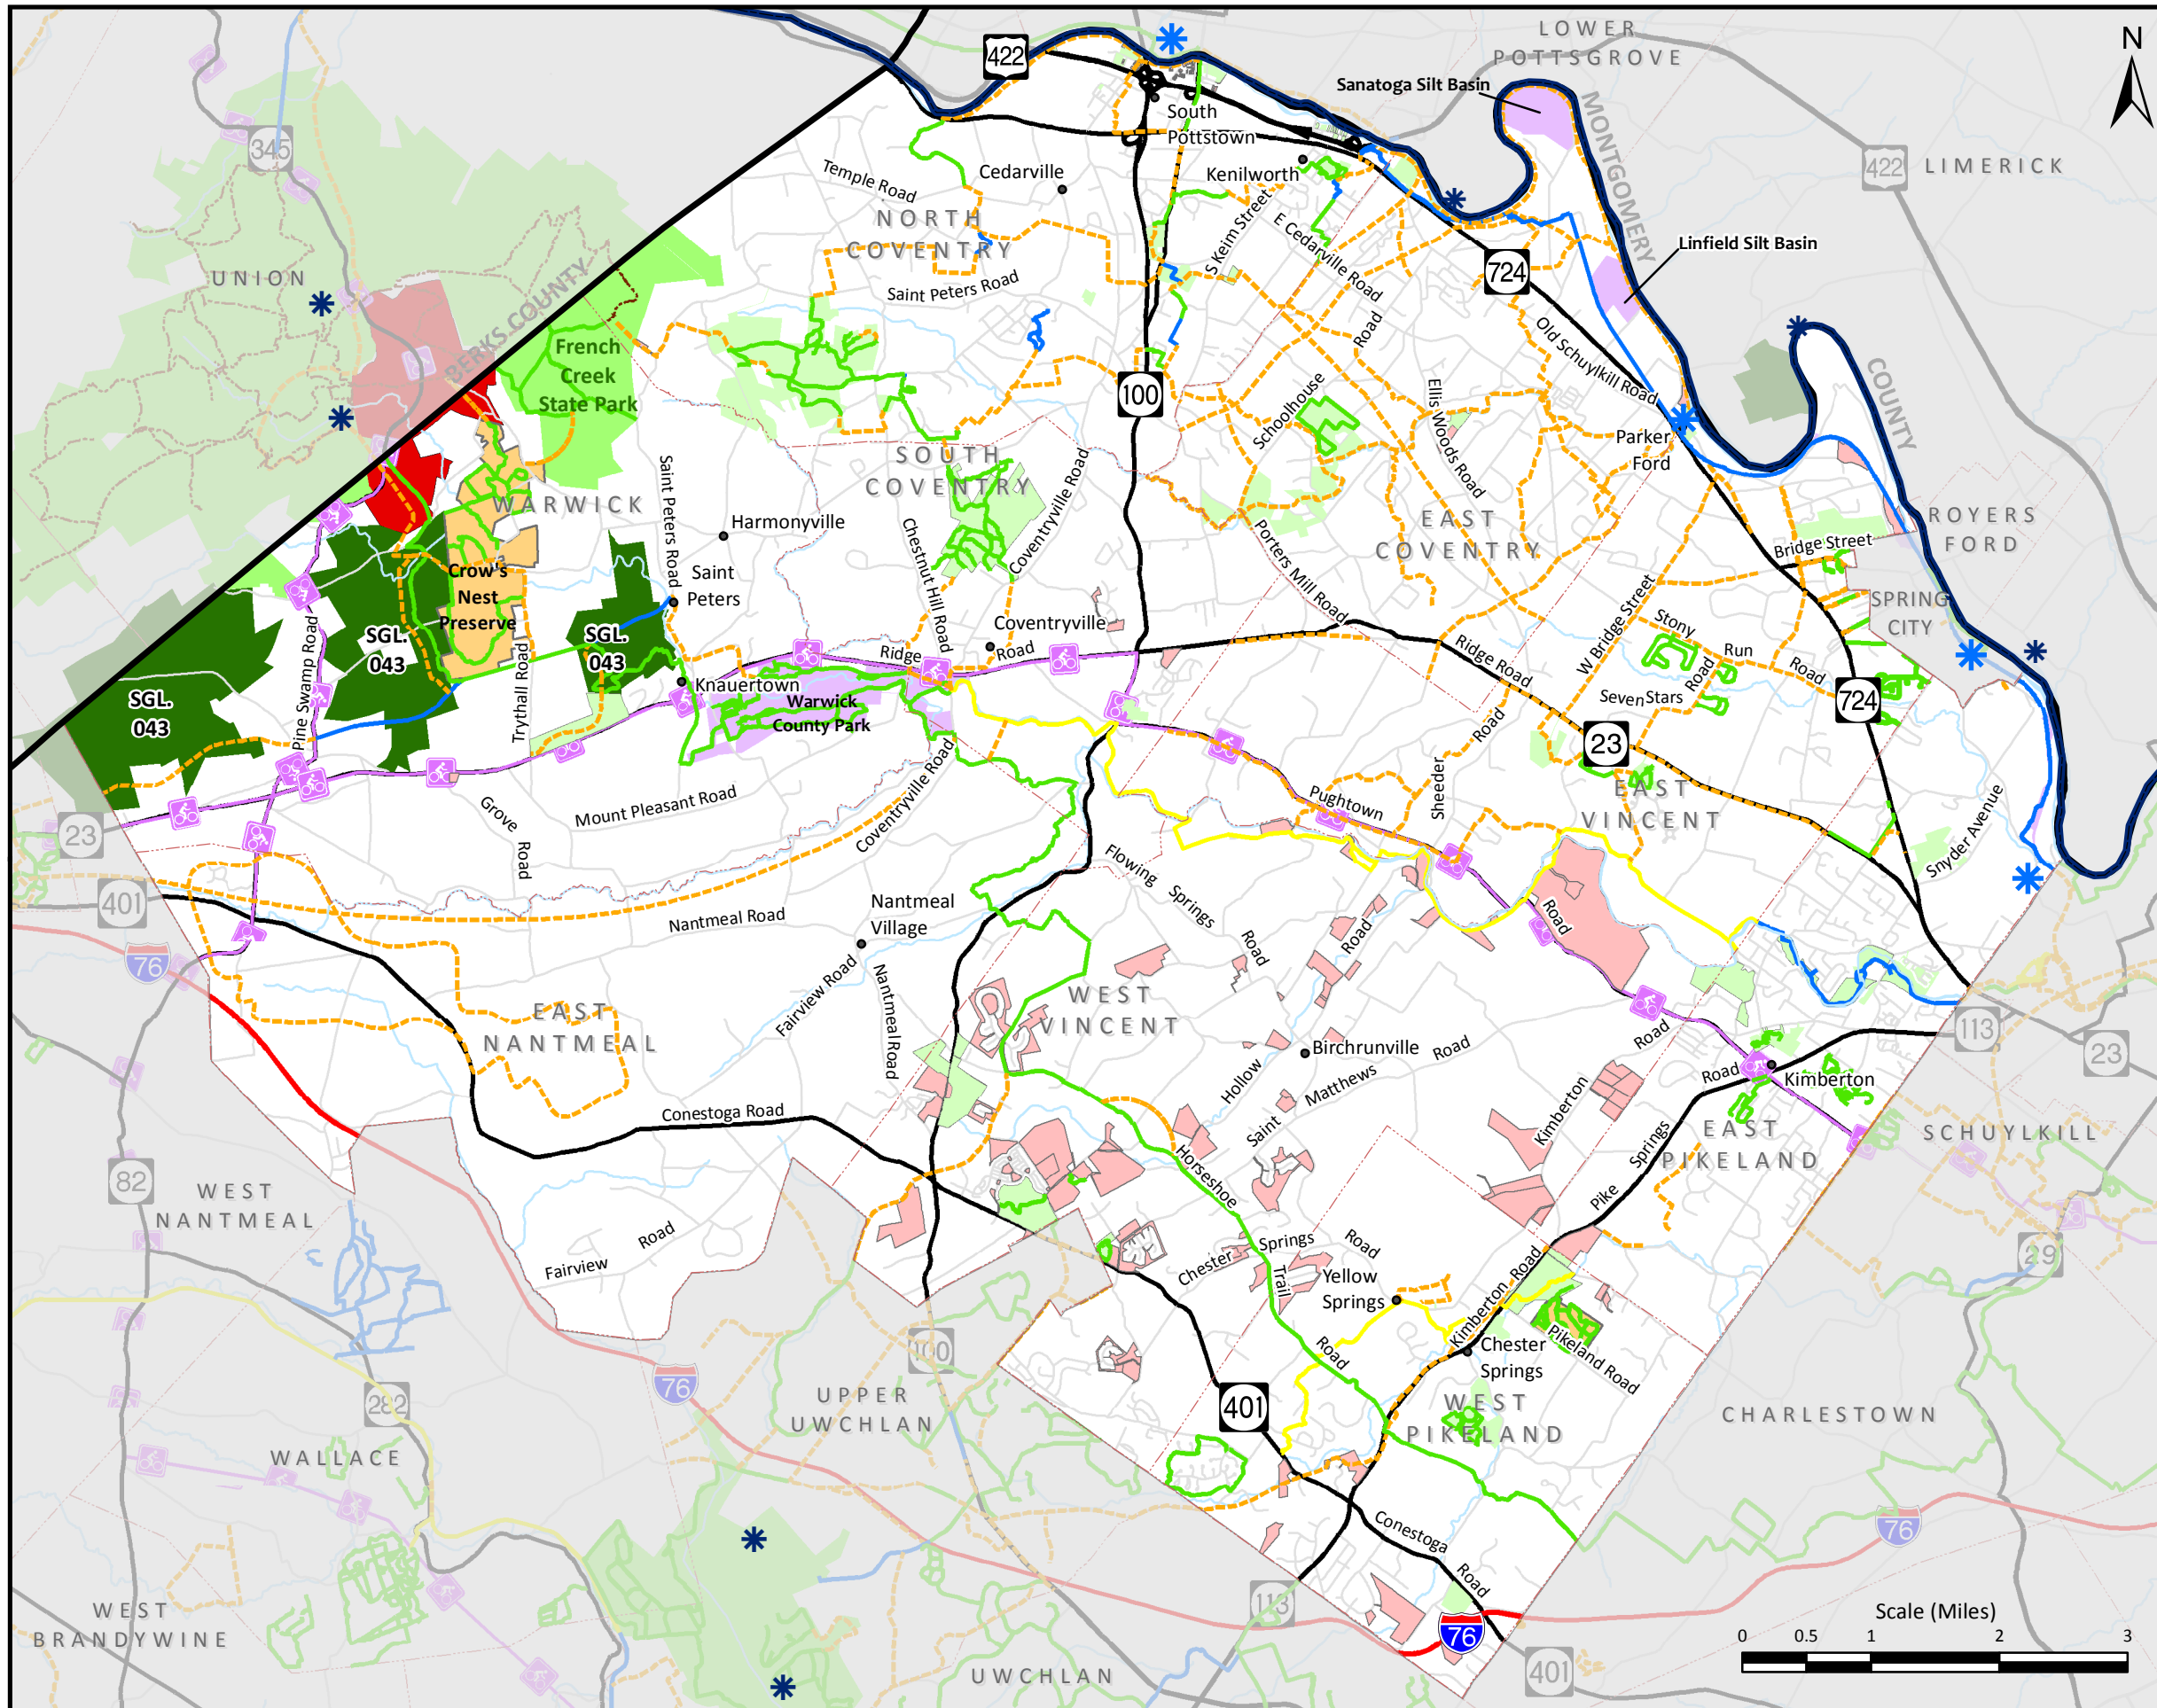 LOWER
POTTSGROVE
N
422
Sanatoga Silt Basin
MONTGOMERY
South
Pottstown
345
422
LIMERICK
Temple Road
Cedarville
Kenilworth
NORTH
COVENTRY
S Keim Street
E Cedarville Road
Linfield Silt Basin
UNION
724
Saint Peters Road
BERKS COUNTY
French
Creek
State Park
Road
Old Schuylkill Road
COUNTY
100
Schoolhouse
Ellis Woods Road
Parker
Ford
SOUTH
COVENTRY
WARWICK
Saint Peters Road
Harmonyville
Chestnut Hill Road
Coventryville Road
Porters Mill Road
EAST
COVENTRY
ROYERS
FORD
Bridge Street
Crow's
Nest
Preserve
Saint
Peters
SPRING
CITY
SGL.
043
SGL.
043
Pine Swamp Road
Trythall Road
Coventryville
Ridge
Road
Ridge Road
W Bridge Street
Stony
Run
Road
Seven Stars
Road
Knauertown
Warwick
County Park
SGL.
043
724
23
Road
Sheeder
Mount Pleasant Road
Grove
Road
Coventryville Road
Pughtown
EAST
VINCENT
Snyder Avenue
23
401
Flowing
Springs
Road
Road
Road
Nantmeal Road
Nantmeal
Village
76
Fairview Road
Nantmeal Road
EAST
NANTMEAL
WEST
VINCENT
Birchrunville
Road
Road
113
23
Hollow
Matthews
Saint
Kimberton
Road
Kimberton
Conestoga Road
Springs
EAST
PIKELAND
SCHUYLKILL
82
WEST
NANTMEAL
Horseshoe
Pike
Fairview
Road
Chester
Springs
Road
Trail
29
Yellow
Springs
Kimberton Road
100
Road
Chester
Springs
Pikeland Road
76
282
UPPER
UWCHLAN
401
WEST
PIKELAND
CHARLESTOWN
WALLACE
Conestoga
Road
76
113
WEST
BRANDYWINE
76
Scale (Miles)
0 0.5 1 2 3
UWCHLAN
401